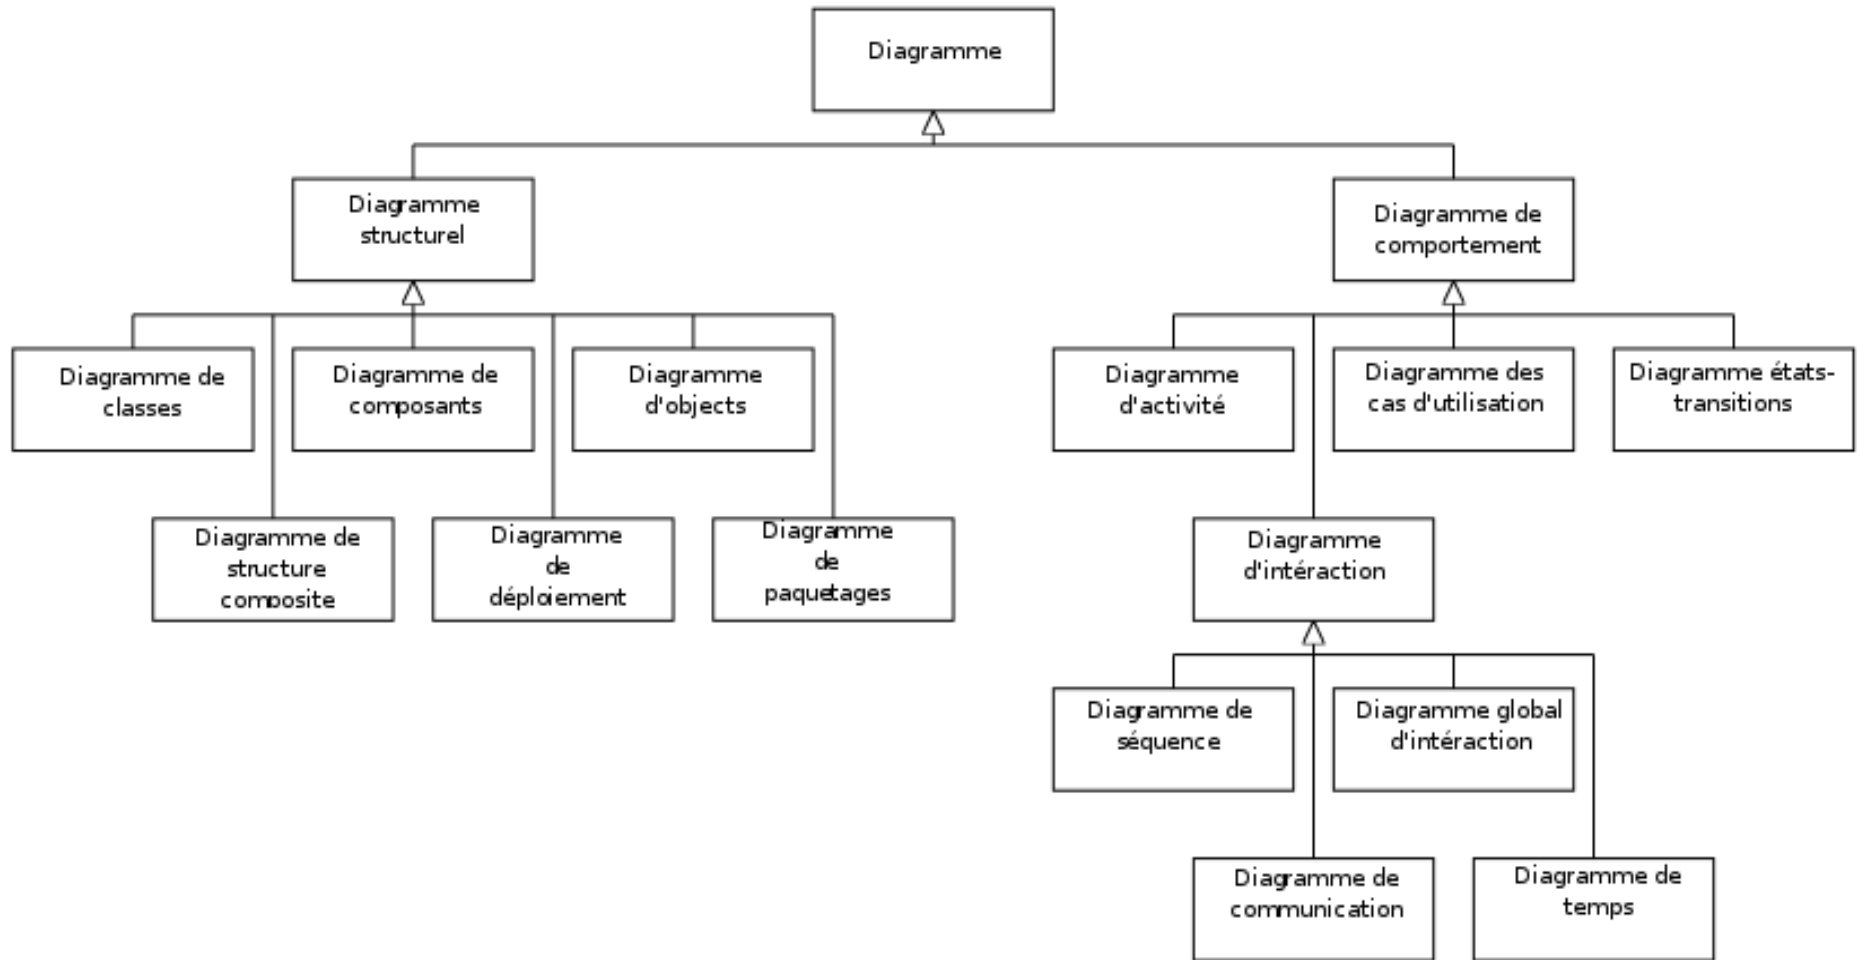 Diagramme
Diagramme
structurel
Diagramme de
comportement
Diagramme de
classes
Diagramme de
composants
Diagramme
d'objects
Diagramme
d'activité
Diagramme des
cas d'utilisation
Diagramme états-
transitions
Diagramme de
structure
composite
Diagramme
de
déploiement
Diagramme
de
paquetages
Diagramme
d'intéraction
Diagramme de
séquence
Diagramme global
d'intéraction
Diagramme de
communication
Diagramme de
temps